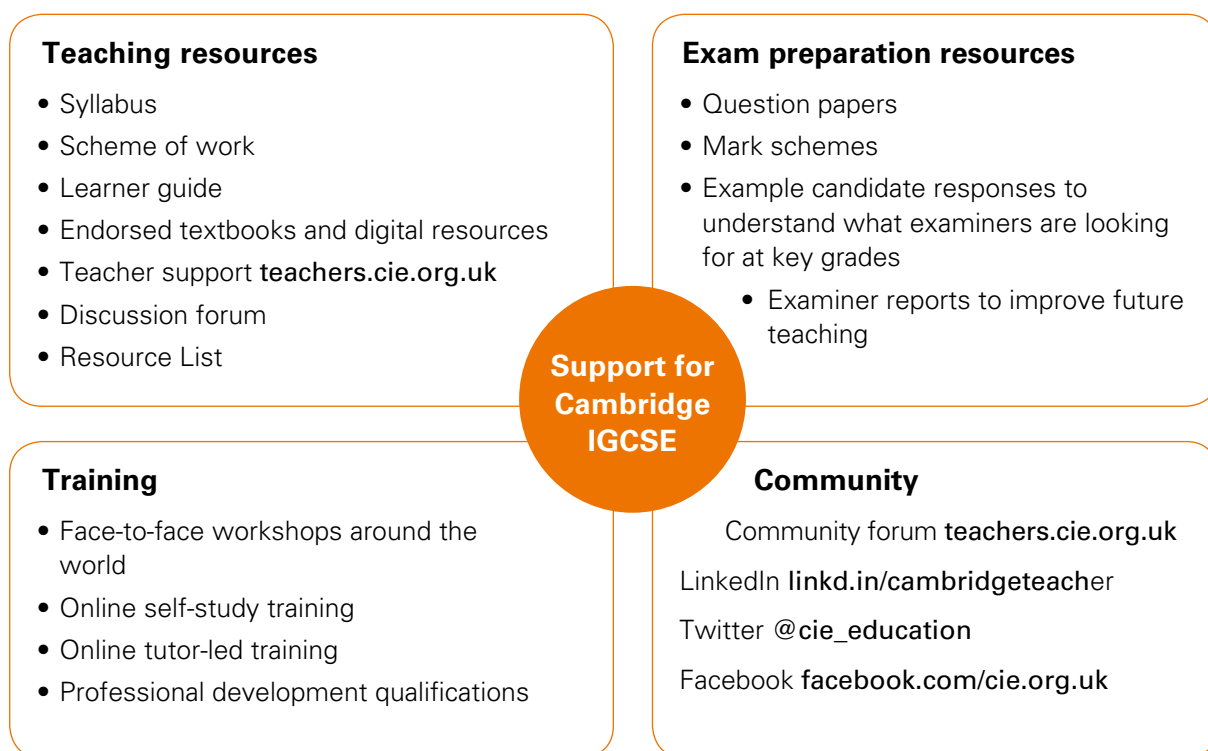 Teaching resources
• Syllabus
• Scheme of work
• Learner guide
• Endorsed textbooks and digital resources
• Teacher support teachers.cie.org.uk
• Discussion forum
• Resource List
Exam preparation resources
• Question papers
• Mark schemes
• Example candidate responses to
understand what examiners are looking
for at key grades
• Examiner reports to improve future
teaching
Support for
Cambridge
IGCSE
Training
• Face-to-face workshops around the
world
• Online self-study training
• Online tutor-led training
• Professional development qualifications
Community
Community forum teachers.cie.org.uk
LinkedIn linkd.in/cambridgeteacher
Twitter @cie_education
Facebook facebook.com/cie.org.uk